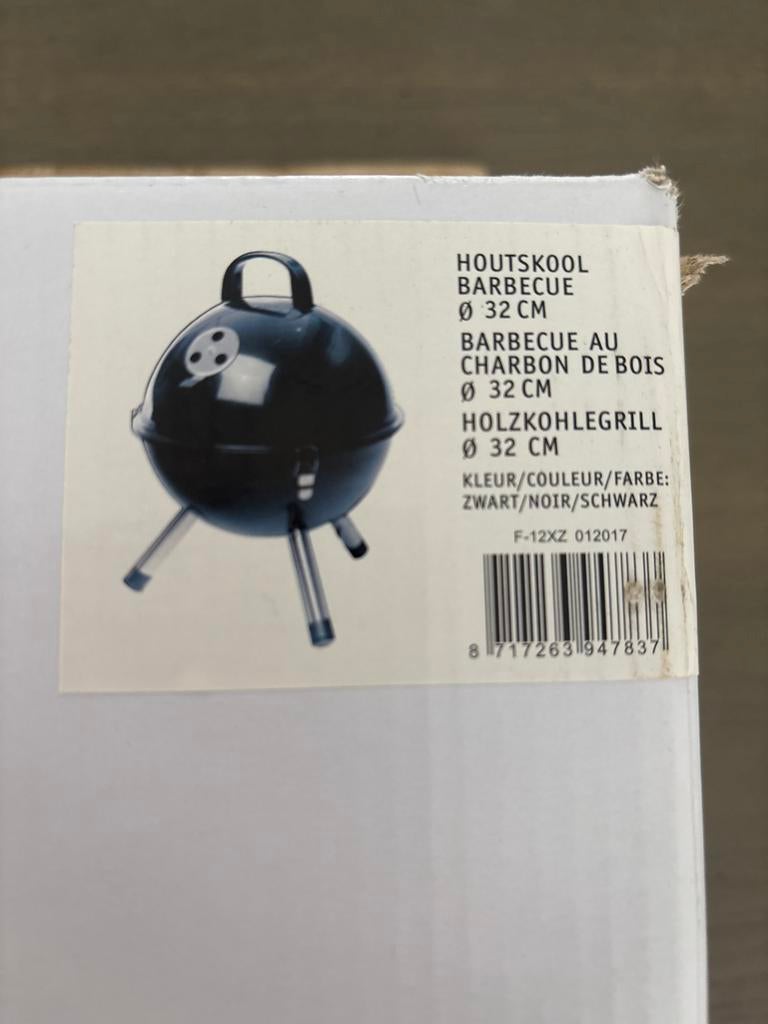 HOUTSKOOL
BARBECUE
Ø 32 CM
BARBECUE AU
CHARBON DE BOIS
Ø 32 CM
HOLZKOHLEGRILL
Ø 32 CM
KLEUR/COULEUR/FARBE:
ZWART/NOIR/SCHWARZ
F-12XZ 012017
8 717263 947837